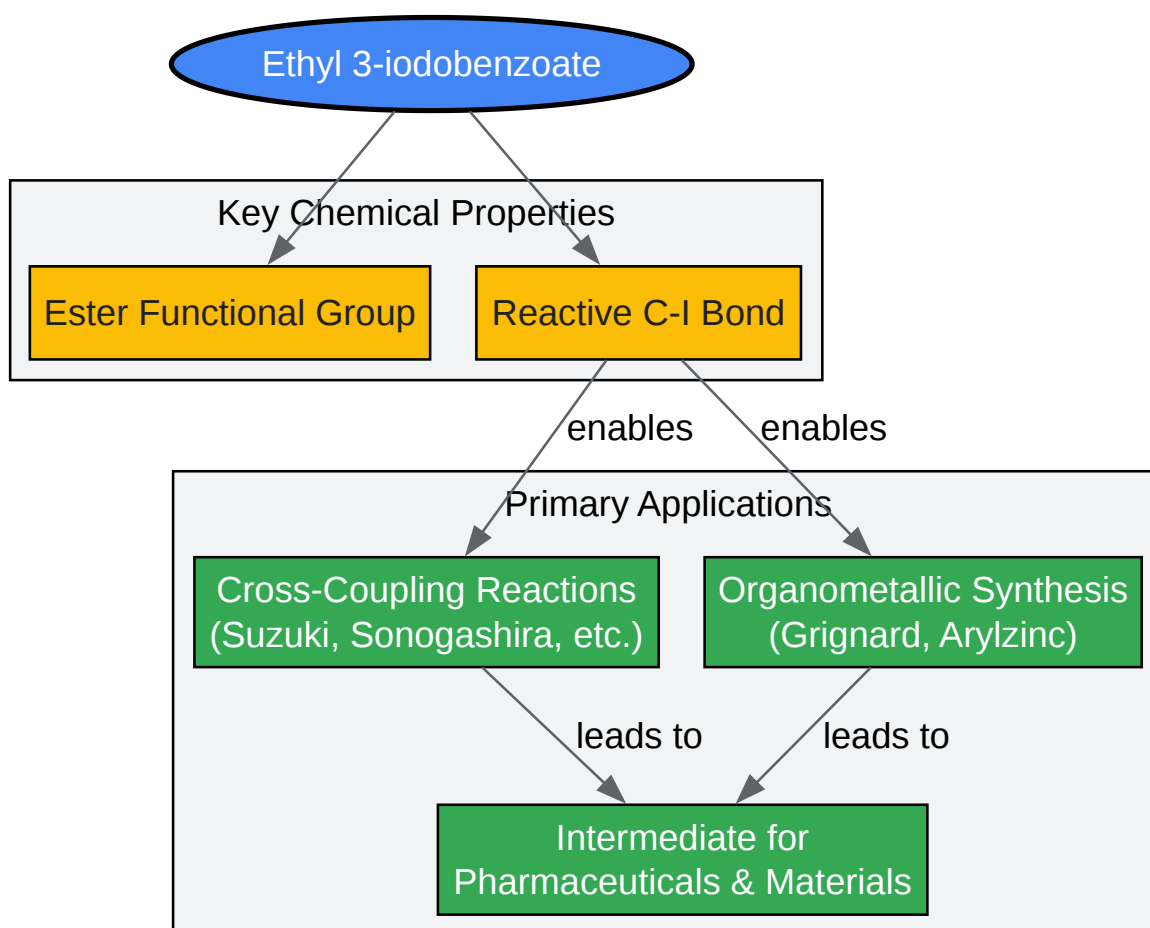 Ethyl 3-iodobenzoate
Key Chemical Properties
Ester Functional Group
Reactive C-I Bond
enables
enables
Primary Applications
Cross-Coupling Reactions
(Suzuki, Sonogashira, etc.)
Organometallic Synthesis
(Grignard, Arylzinc)
leads to
leads to
Intermediate for
Pharmaceuticals & Materials